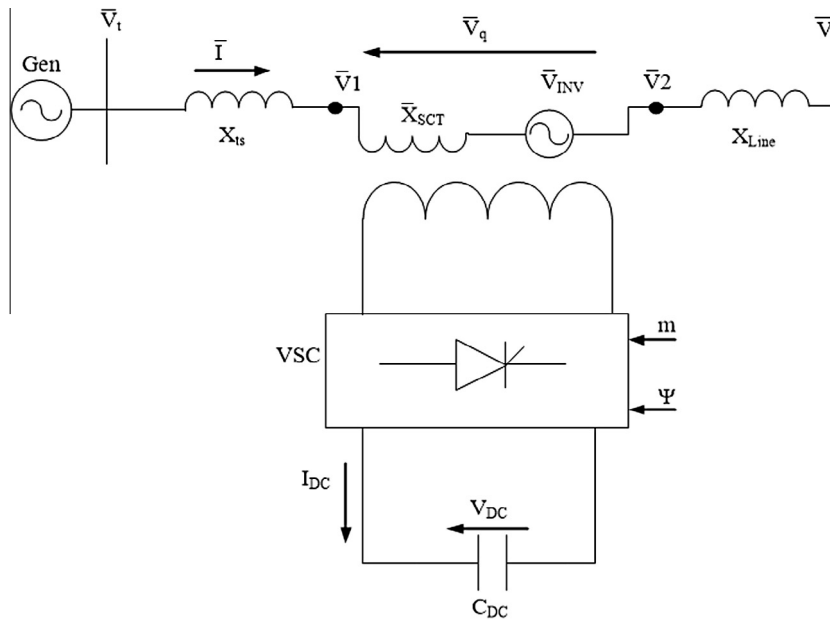 V̅t
V̅q
V̅
Gen
I̅
V̅1
V̅INV
V̅2
X̅SCT
Xts
XLine
m
VSC
Ψ
IDC
VDC
CDC